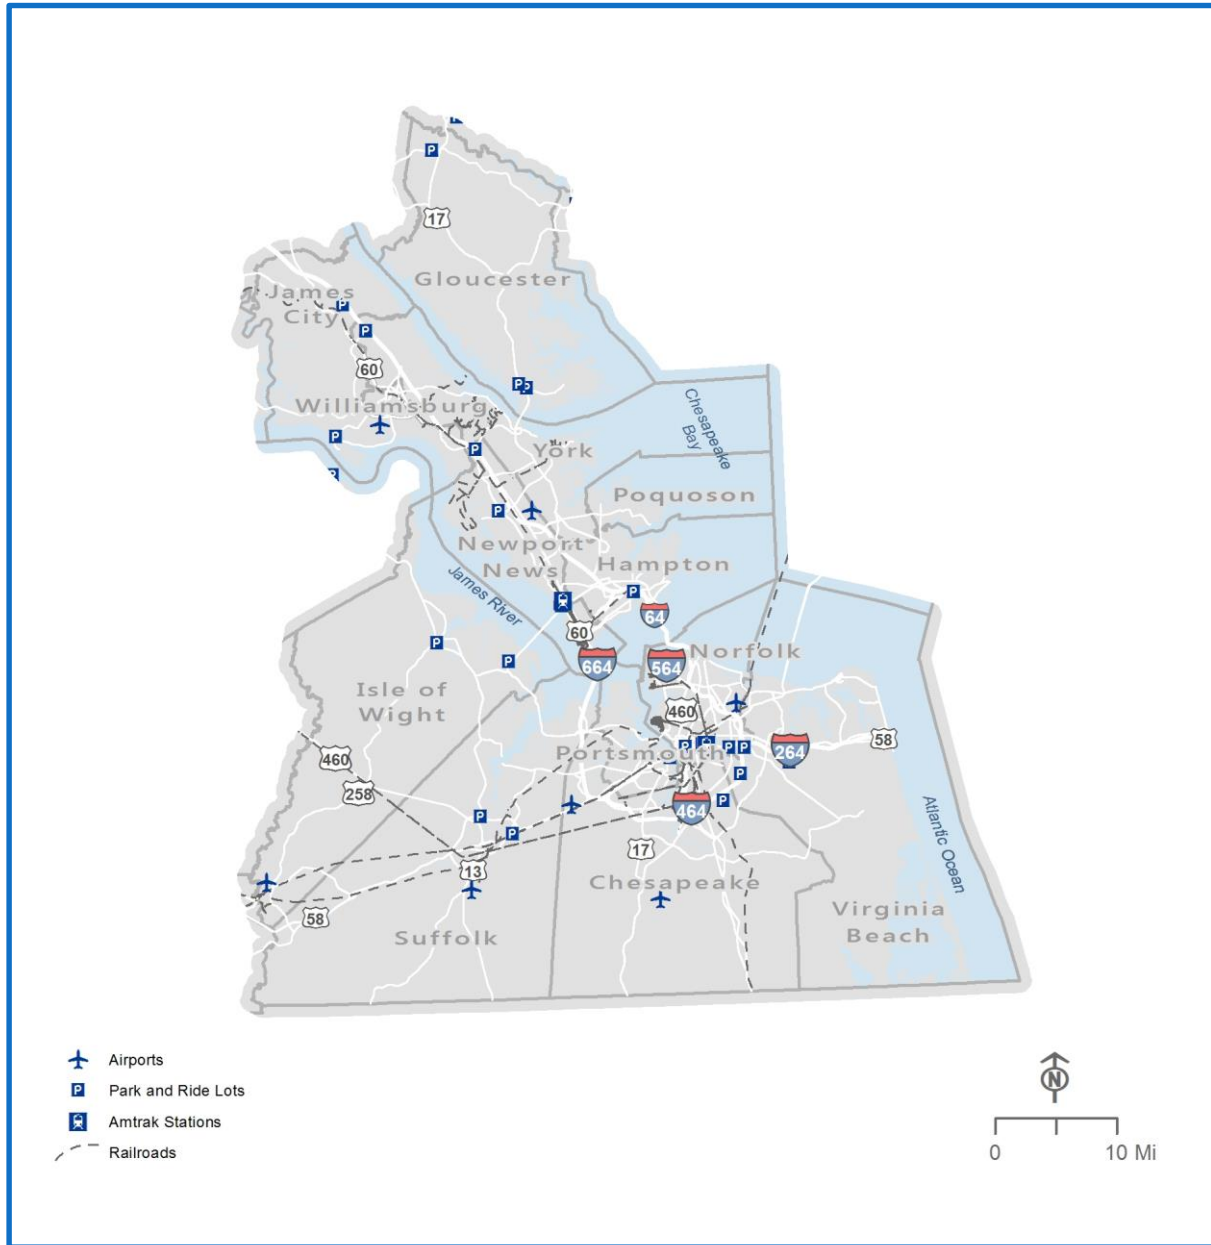 P
P
17
Gloucester
James
City
P
P
60
P
P
Williamsburg
Chesapeake
Bay
P
P
York
Poquoson
P
Newport
News
Hampton
James River
P
64
60
P
P
664
564
Norfolk
Isle of
Wight
460
58
460
Portsmouth
P
P
P
264
258
P
464
P
P
P
17
Atlantic Ocean
13
Chesapeake
58
Suffolk
Virginia
Beach
Airports
P
Park and Ride Lots
Amtrak Stations
Railroads
N
0
10 Mi